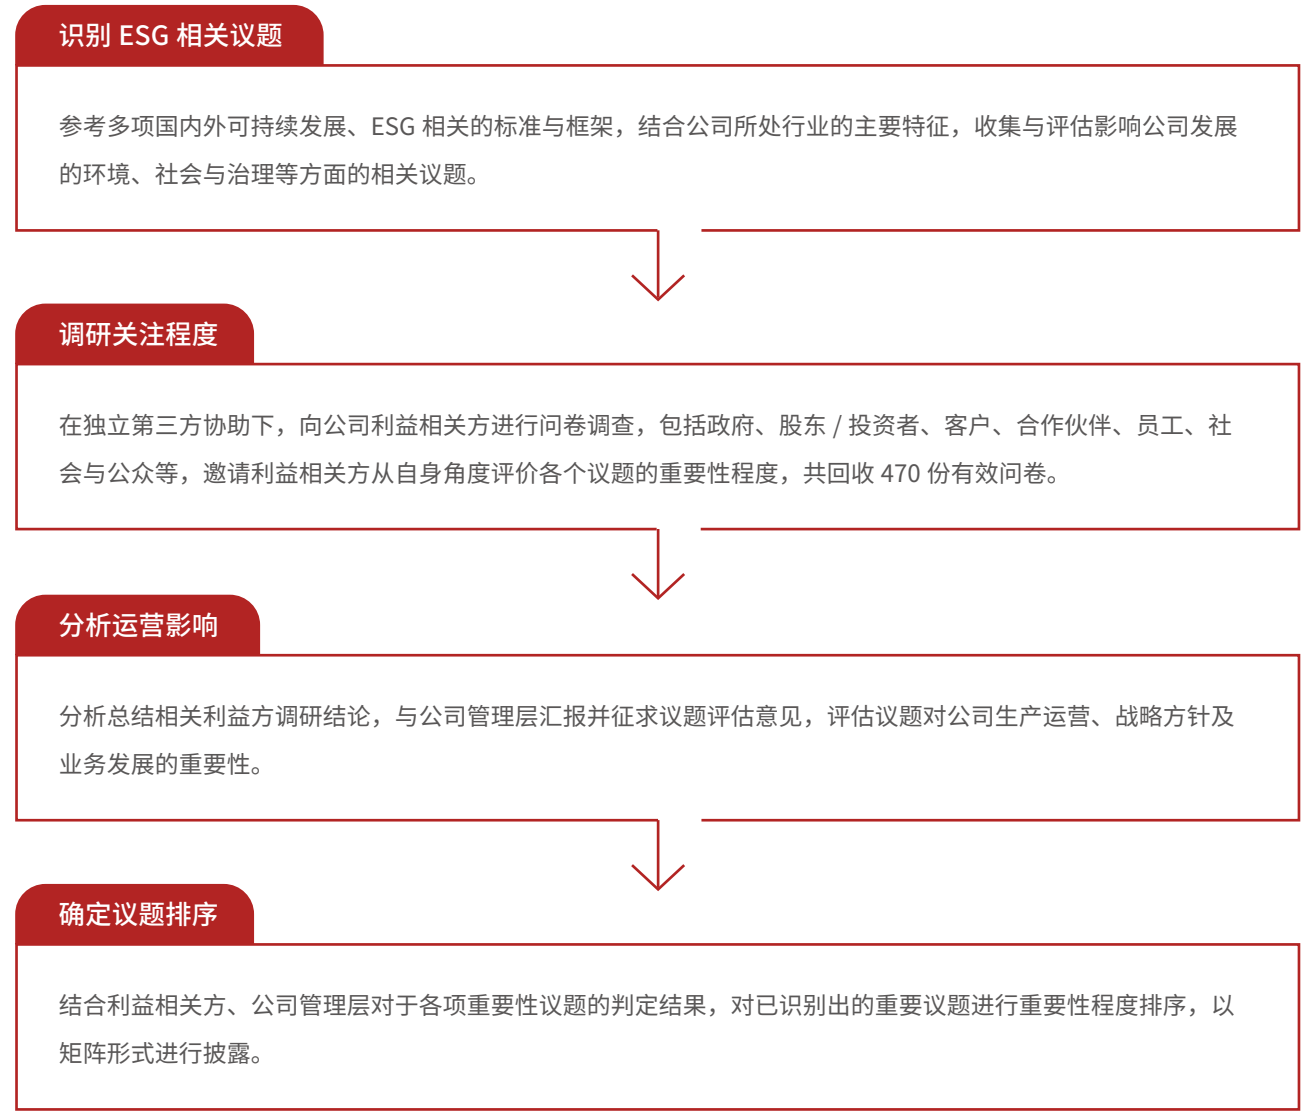 识别 ESG 相关议题
参考多项国内外可持续发展、ESG 相关的标准与框架，结合公司所处行业的主要特征，收集与评估影响公司发展
的环境、社会与治理等方面的相关议题。
调研关注程度
在独立第三方协助下，向公司利益相关方进行问卷调查，包括政府、股东 / 投资者、客户、合作伙伴、员工、社
会与公众等，邀请利益相关方从自身角度评价各个议题的重要性程度，共回收 470 份有效问卷。
分析运营影响
分析总结相关利益方调研结论，与公司管理层汇报并征求议题评估意见，评估议题对公司生产运营、战略方针及
业务发展的重要性。
确定议题排序
结合利益相关方、公司管理层对于各项重要性议题的判定结果，对已识别出的重要议题进行重要性程度排序，以
矩阵形式进行披露。